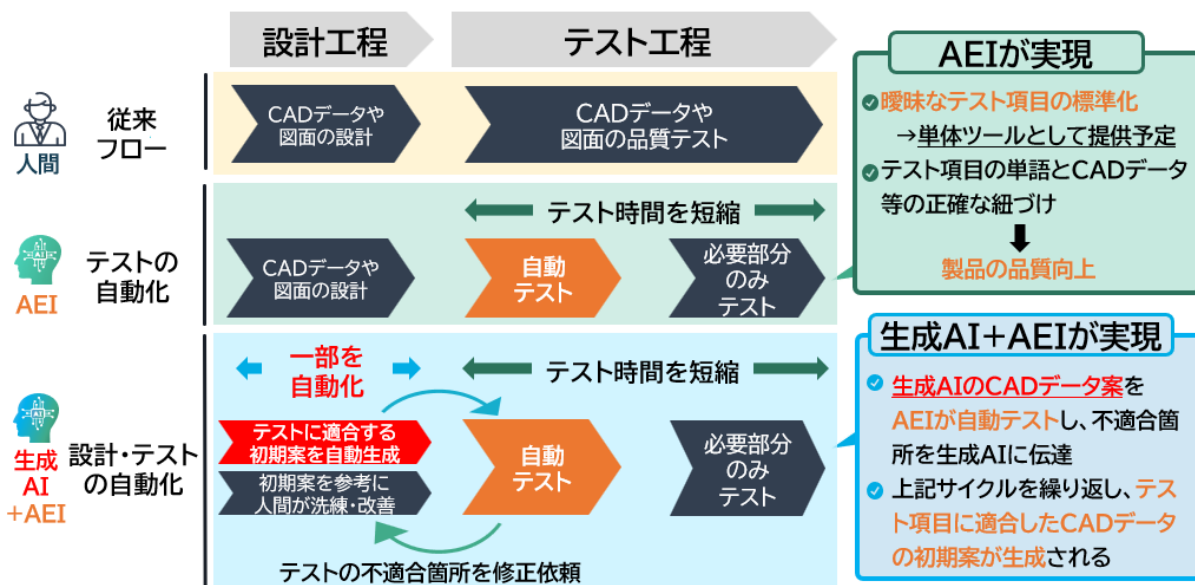 設計工程
テスト工程
人間
従来
フロー
CADデータや
図面の設計
CADデータや
図面の品質テスト
AEIが実現
曖昧なテスト項目の標準化
→単体ツールとして提供予定
テスト項目の単語とCADデータ
等の正確な紐づけ
製品の品質向上
AI
AEI
テストの
自動化
テスト時間を短縮
CADデータや
図面の設計
自動
テスト
必要部分
のみ
テスト
AI
生成
AI
+AEI
設計・テスト
の自動化
一部を
自動化
テスト時間を短縮
テストに適合する
初期案を自動生成
初期案を参考に
人間が洗練・改善
自動
テスト
必要部分
のみ
テスト
テストの不適合箇所を修正依頼
生成AI+AEIが実現
生成AIのCADデータ案を
AEIが自動テストし、不適合箇
所を生成AIに伝達
上記サイクルを繰り返し、テス
ト項目に適合したCADデータ
の初期案が生成される